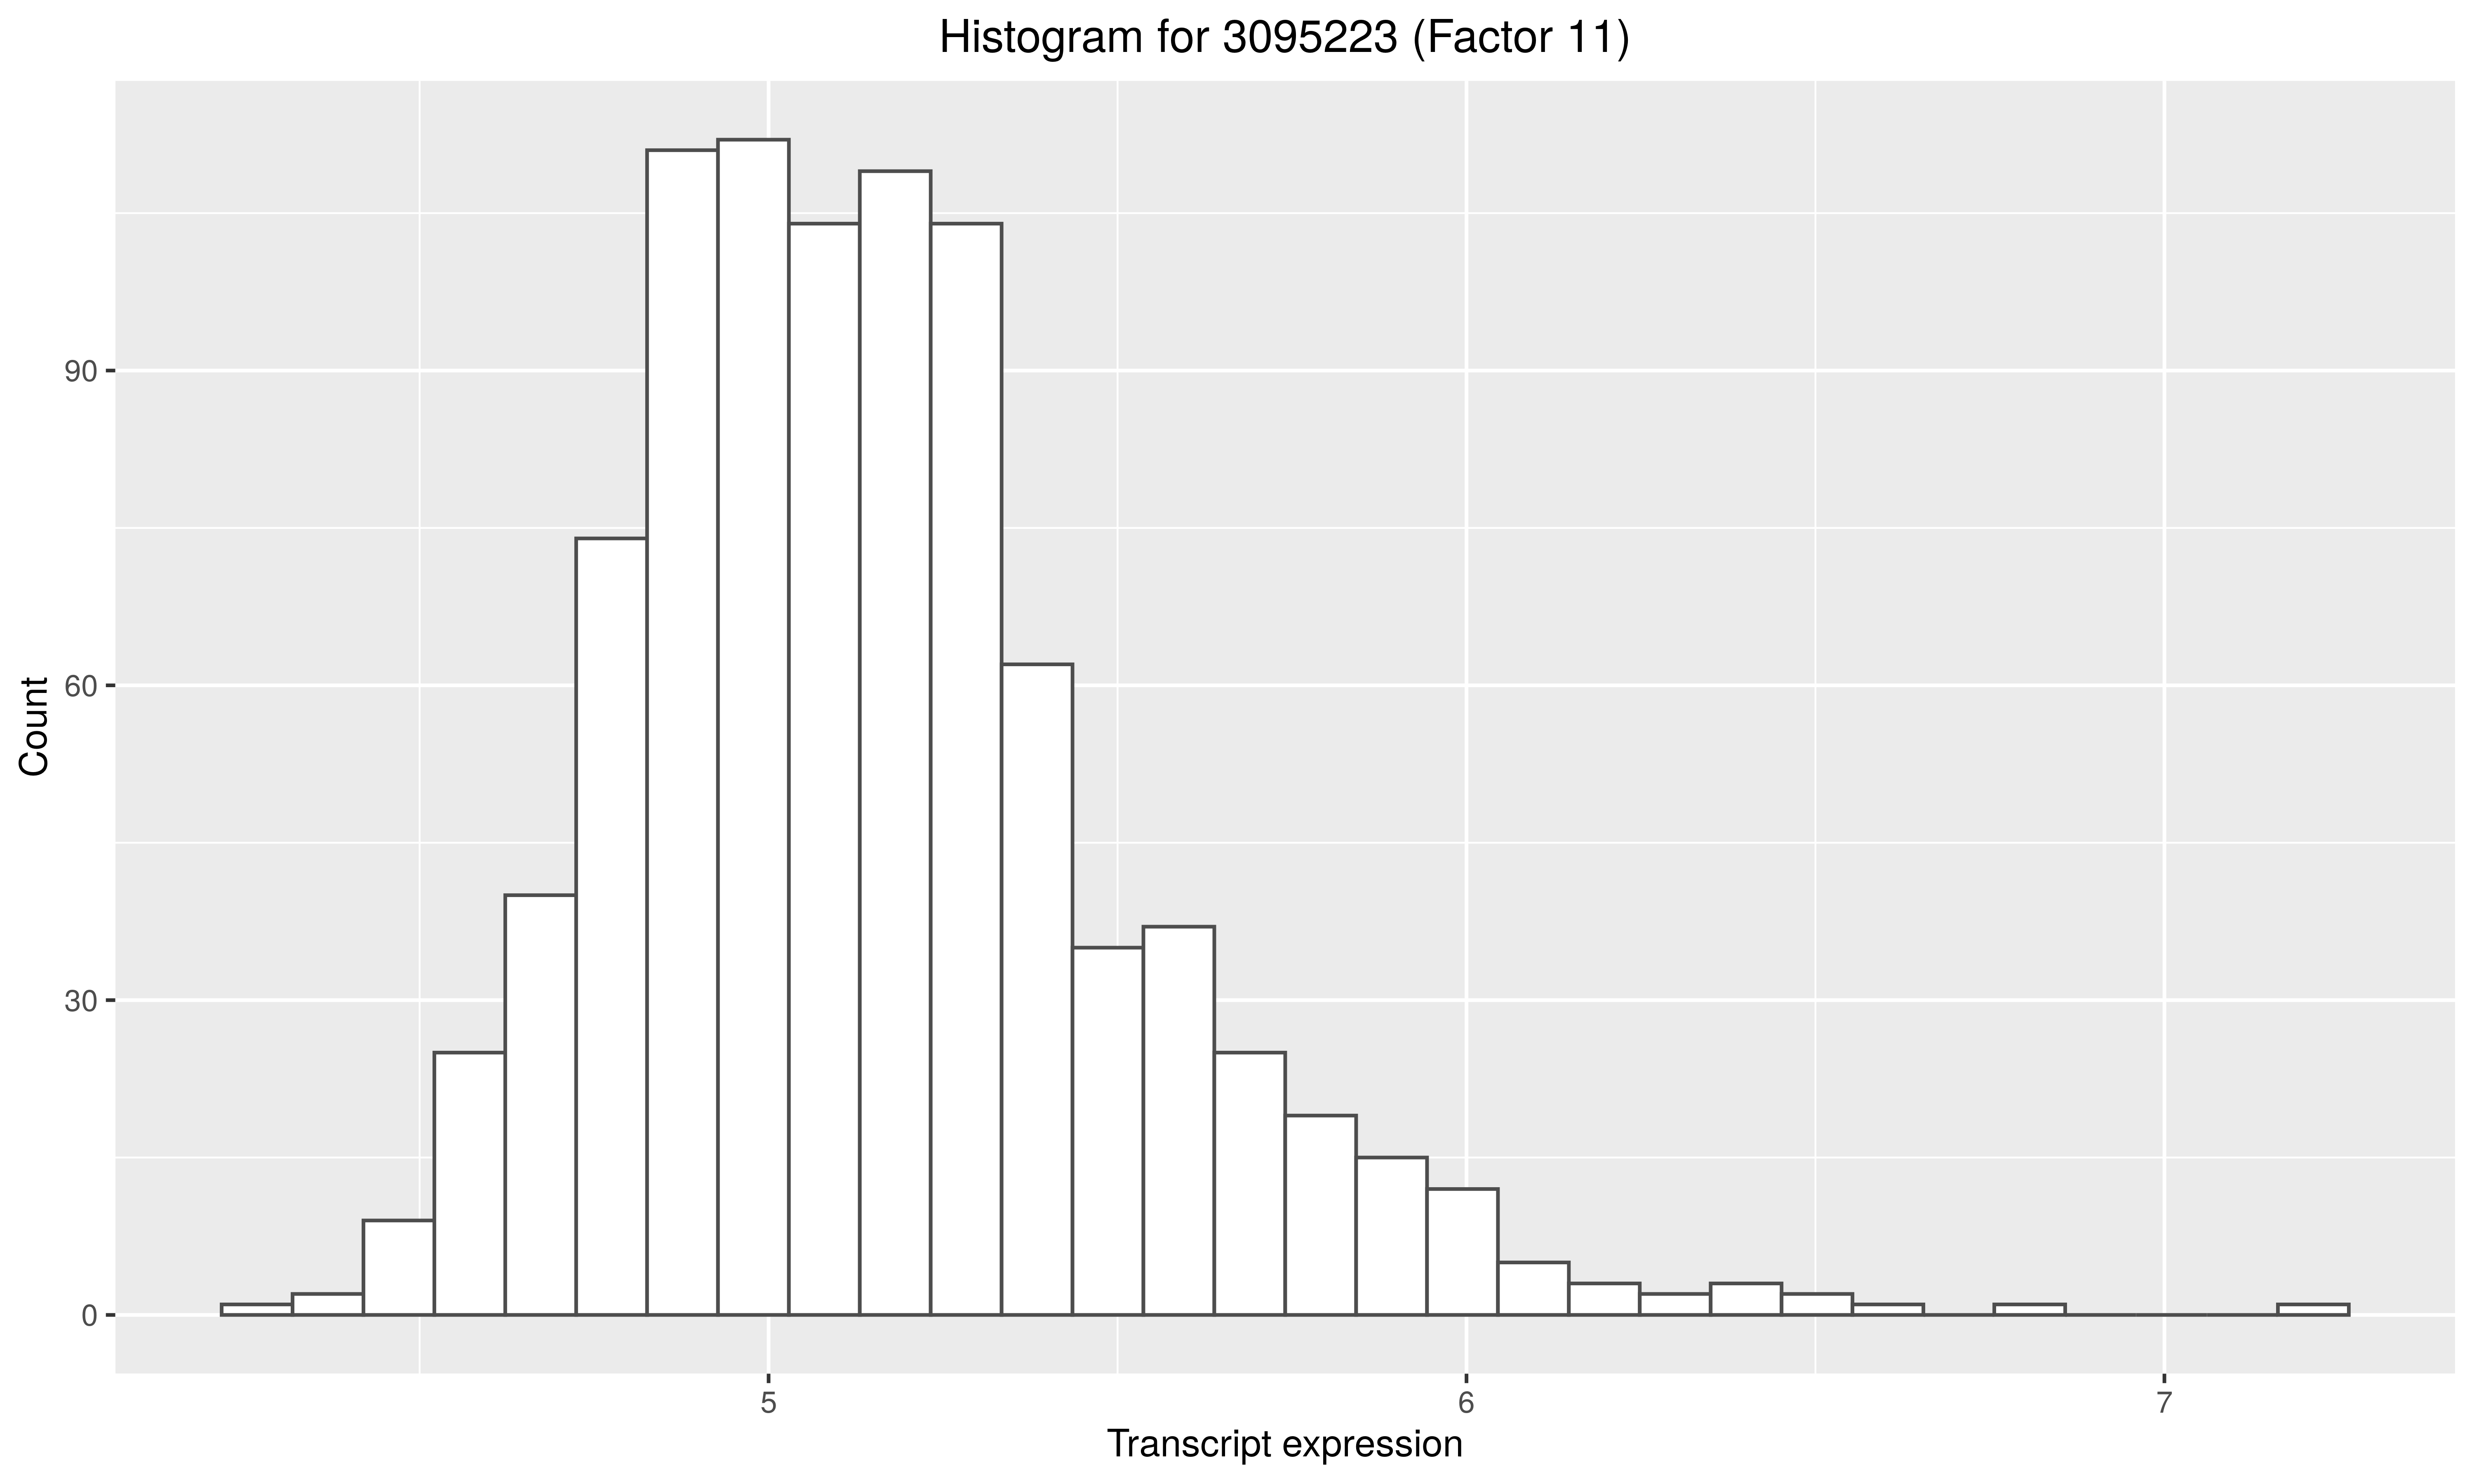 Histogram for 3095223 (Factor 11)
Count
90
60
30
0
5 6 7
Transcript expression